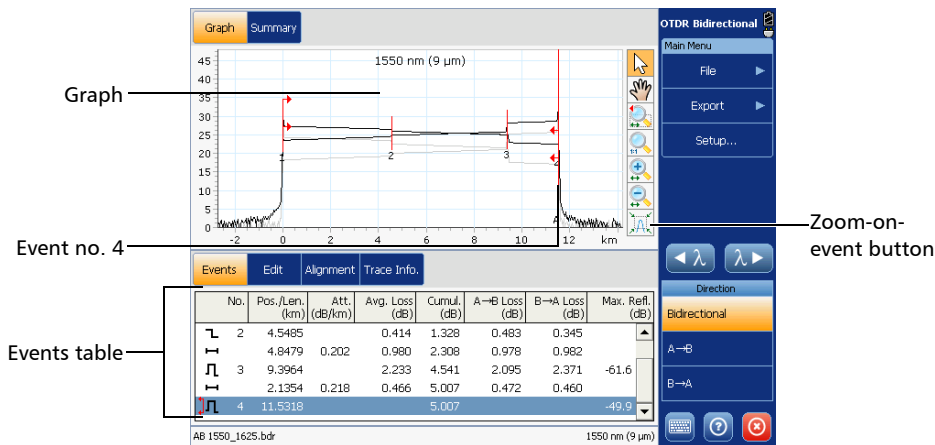 Graph Summary
OTDR Bidirectional
Main Menu
File
Export
Setup...
1550 nm (9 µm)
45
40
35
30
25
20
15
10
5
0
1
2
3
A
-2 0 2 4 6 8 10 12 km
1:1
Graph
Event no. 4
Zoom-on-
event button
Events table
λ λ
Direction
Bidirectional
A→B
B→A
Events Edit Alignment Trace Info.
No. Pos./Len. Att. Avg. Loss Cumul. A→B Loss B→A Loss Max. Refl.
(km) (dB/km) (dB) (dB) (dB) (dB) (dB)
2 4.5485 0.414 1.328 0.483 0.345
4.8479 0.202 0.980 2.308 0.978 0.982
3 9.3964 2.233 4.541 2.095 2.371 -61.6
2.1354 0.218 0.466 5.007 0.472 0.460
4 11.5318 5.007 -49.9
AB 1550_1625.bdr 1550 nm (9 µm)
?